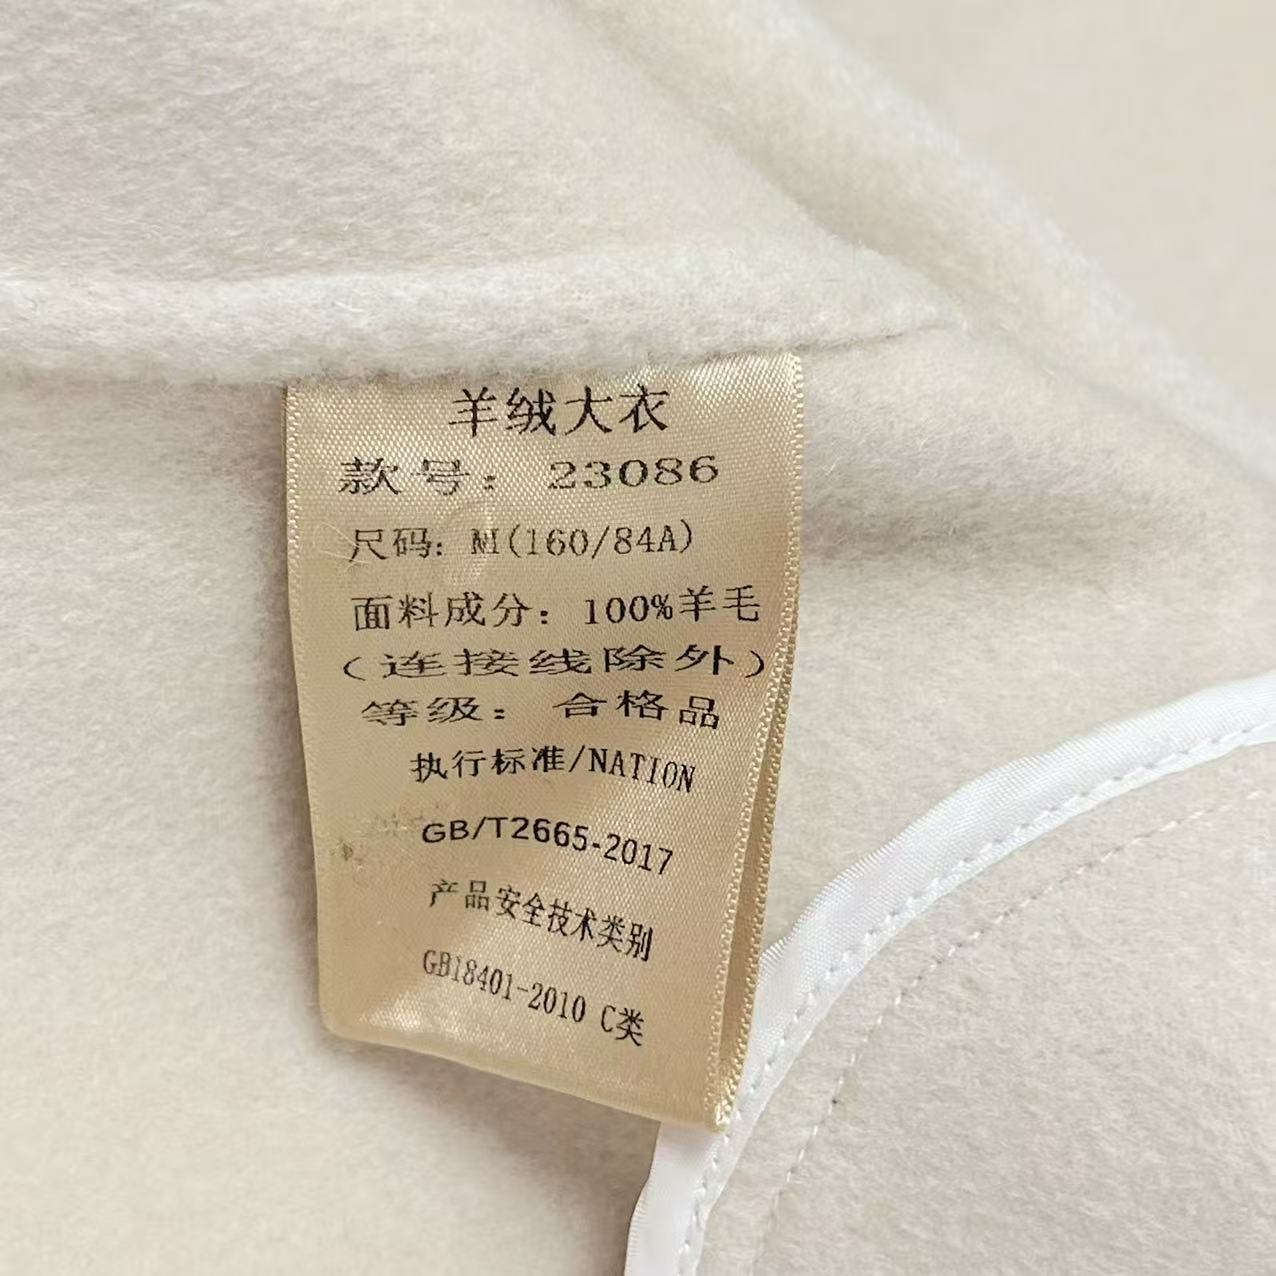 羊绒大衣
款号：23086
尺码：M(160/84A)
面料成分：100%羊毛
（连接线除外）
等级：合格品
执行标准/NATION
GB/T2665-2017
产品安全技术类别
GB18401-2010 C类